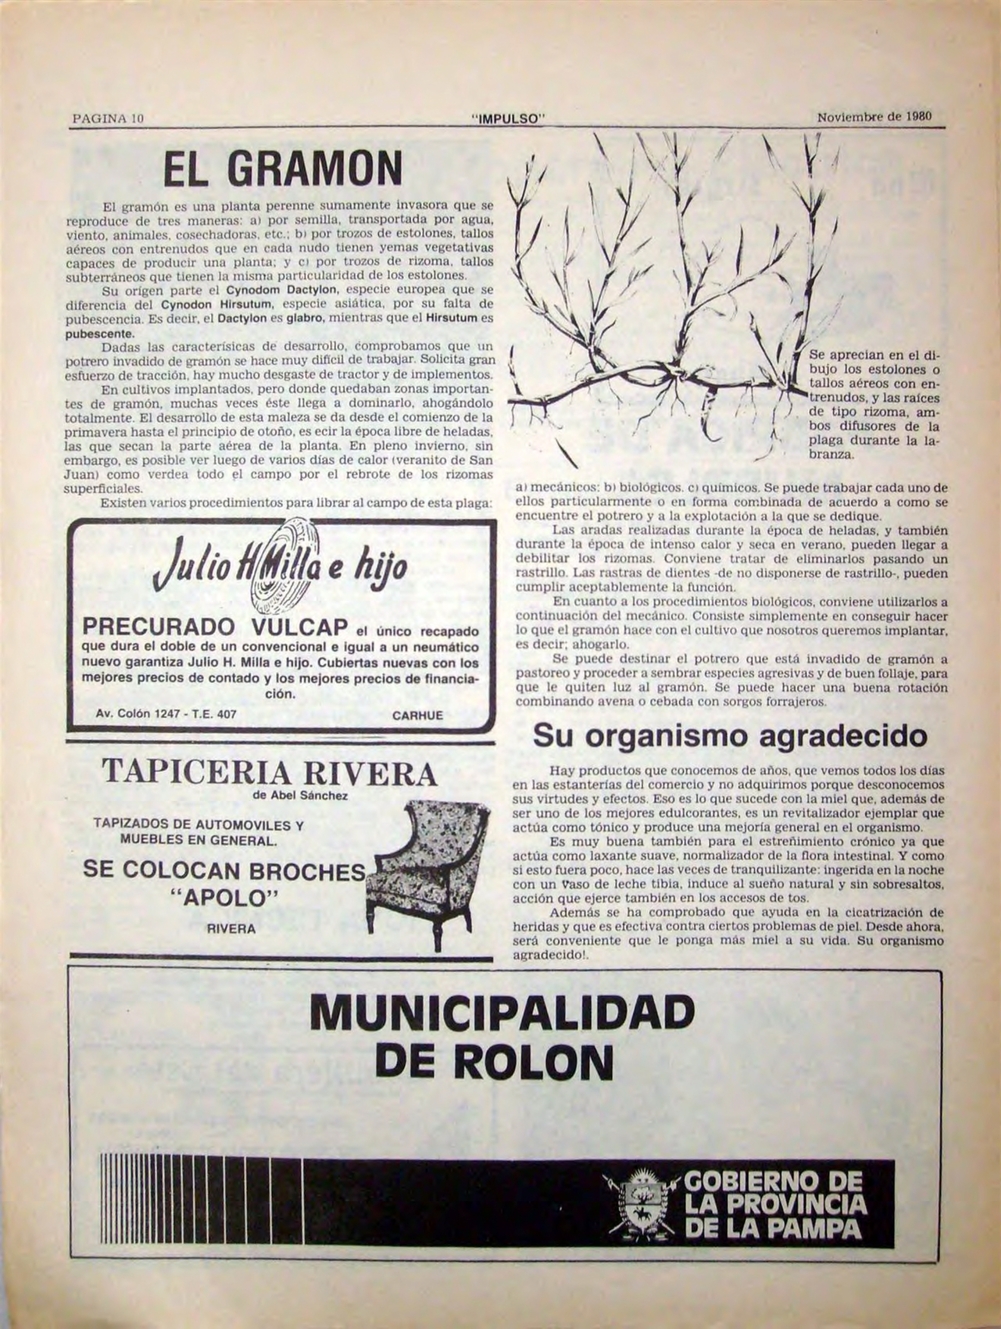 PAGINA 10
"IMPULSO"
Noviembre de 1980
EL GRAMON
El gramón es una planta perenne sumamente invasora que se
reproduce de tres maneras: a) por semilla, transportada por agua,
viento, animales, cosechadoras, etc.; b) por trozos de estolones, tallos
aéreos con entrenudos que en cada nudo tienen yemas vegetativas
capaces de producir una planta; y c) por trozos de rizoma, tallos
subterráneos que tienen la misma particularidad de los estolones.
Su origen parte el Cynodom Dactylon, especie europea que se
diferencia del Cynodon Hirsutum, especie asiática, por su falta de
pubescencia. Es decir, el Dactylon es glabro, mientras que el Hirsutum es
pubescente.
Dadas las caracterísicas de desarrollo, comprobamos que un
potrero invadido de gramón se hace muy difícil de trabajar. Solicita gran
esfuerzo de tracción, hay mucho desgaste de tractor y de implementos.
En cultivos implantados, pero donde quedaban zonas importan-
tes de gramón, muchas veces éste llega a dominarlo, ahogándolo
totalmente. El desarrollo de esta maleza se da desde el comienzo de la
primavera hasta el principio de otoño, es ecir la época libre de heladas,
las que secan la parte aérea de la planta. En pleno invierno, sin
embargo, es posible ver luego de varios días de calor (veranito de San
Juan) como verdea todo el campo por el rebrote de los rizomas
superficiales.
Existen varios procedimientos para librar al campo de esta plaga:
Se aprecian en el di-
bujo los estolones o
tallos aéreos con en-
trenudos, y las raíces
de tipo rizoma, am-
bos difusores de la
plaga durante la la-
branza.
a) mecánicos; b) biológicos. c) químicos. Se puede trabajar cada uno de
ellos particularmente o en forma combinada de acuerdo a como se
encuentre el potrero y a la explotación a la que se dedique.
Las aradas realizadas durante la época de heladas, y también
durante la época de intenso calor y seca en verano, pueden llegar a
debilitar los rizomas. Conviene tratar de eliminarlos pasando un
rastrillo. Las rastras de dientes -de no disponerse de rastrillo-, pueden
cumplir aceptablemente la función.
En cuanto a los procedimientos biológicos, conviene utilizarlos a
continuación del mecánico. Consiste simplemente en conseguir hacer
lo que el gramón hace con el cultivo que nosotros queremos implantar,
es decir; ahogarlo.
Se puede destinar el potrero que está invadido de gramón a
pastoreo y proceder a sembrar especies agresivas y de buen follaje, para
que le quiten luz al gramón. Se puede hacer una buena rotación
combinando avena o cebada con sorgos forrajeros.
Julio H Milla e hijo
PRECURADO VULCAP el único recapado
que dura el doble de un convencional e igual a un neumático
nuevo garantiza Julio H. Milla e hijo. Cubiertas nuevas con los
mejores precios de contado y los mejores precios de financia-
ción.
Av. Colón 1247 - T.E. 407
CARHUE
TAPICERIA RIVERA
de Abel Sánchez
TAPIZADOS DE AUTOMOVILES Y
MUEBLES EN GENERAL.
SE COLOCAN BROCHES
"APOLO"
RIVERA
Su organismo agradecido
Hay productos que conocemos de años, que vemos todos los días
en las estanterías del comercio y no adquirimos porque desconocemos
sus virtudes y efectos. Eso es lo que sucede con la miel que, además de
ser uno de los mejores edulcorantes, es un revitalizador ejemplar que
actúa como tónico y produce una mejoría general en el organismo.
Es muy buena también para el estreñimiento crónico ya que
actúa como laxante suave, normalizador de la flora intestinal. Y como
si esto fuera poco, hace las veces de tranquilizante: ingerida en la noche
con un vaso de leche tibia, induce al sueño natural y sin sobresaltos,
acción que ejerce también en los accesos de tos.
Además se ha comprobado que ayuda en la cicatrización de
heridas y que es efectiva contra ciertos problemas de piel. Desde ahora,
será conveniente que le ponga más miel a su vida. Su organismo
agradecido!.
MUNICIPALIDAD
DE ROLON
GOBIERNO DE
LA PROVINCIA
DE LA PAMPA